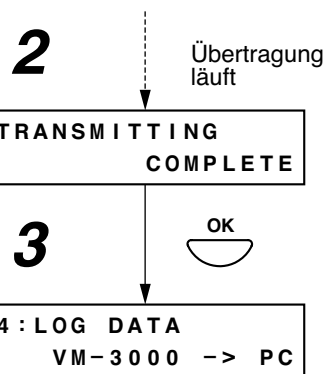 2
Übertragung
läuft
TRANSMITTING
COMPLETE
3
OK
4:LOG DATA
VM-3000 -> PC